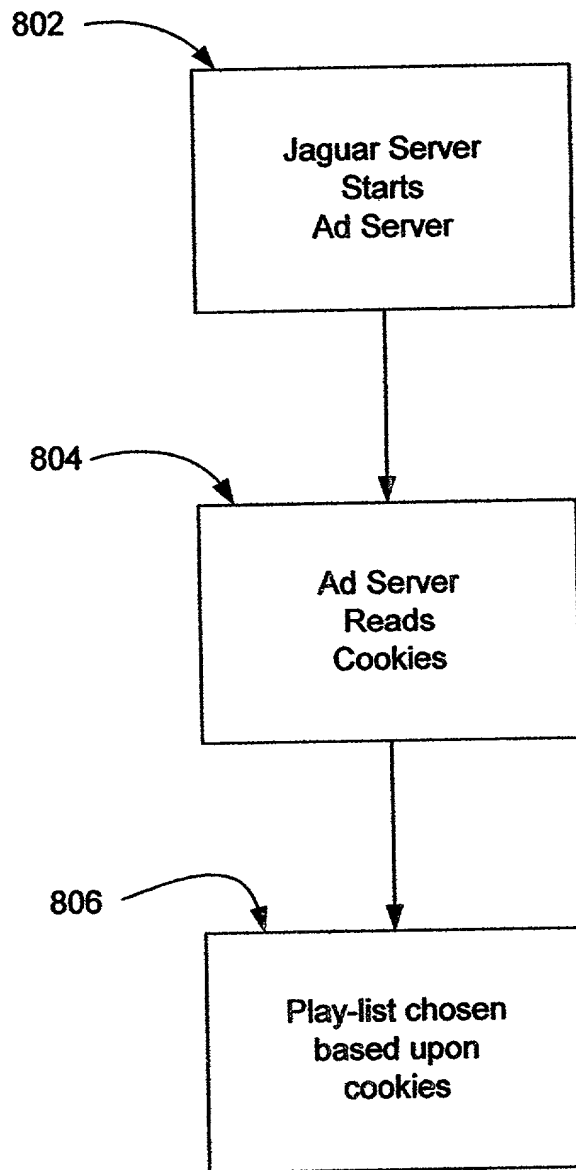 802
Jaguar Server
Starts
Ad Server
804
Ad Server
Reads
Cookies
806
Play-list chosen
based upon
cookies